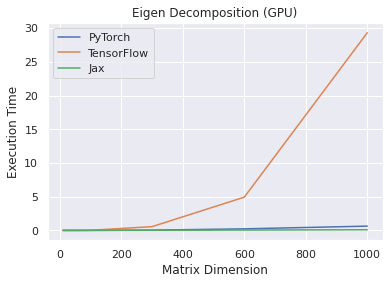 Eigen Decomposition (GPU)
PyTorch
TensorFlow
Jax
Execution Time
30
25
20
15
10
5
0
0 200 400 600 800 1000
Matrix Dimension